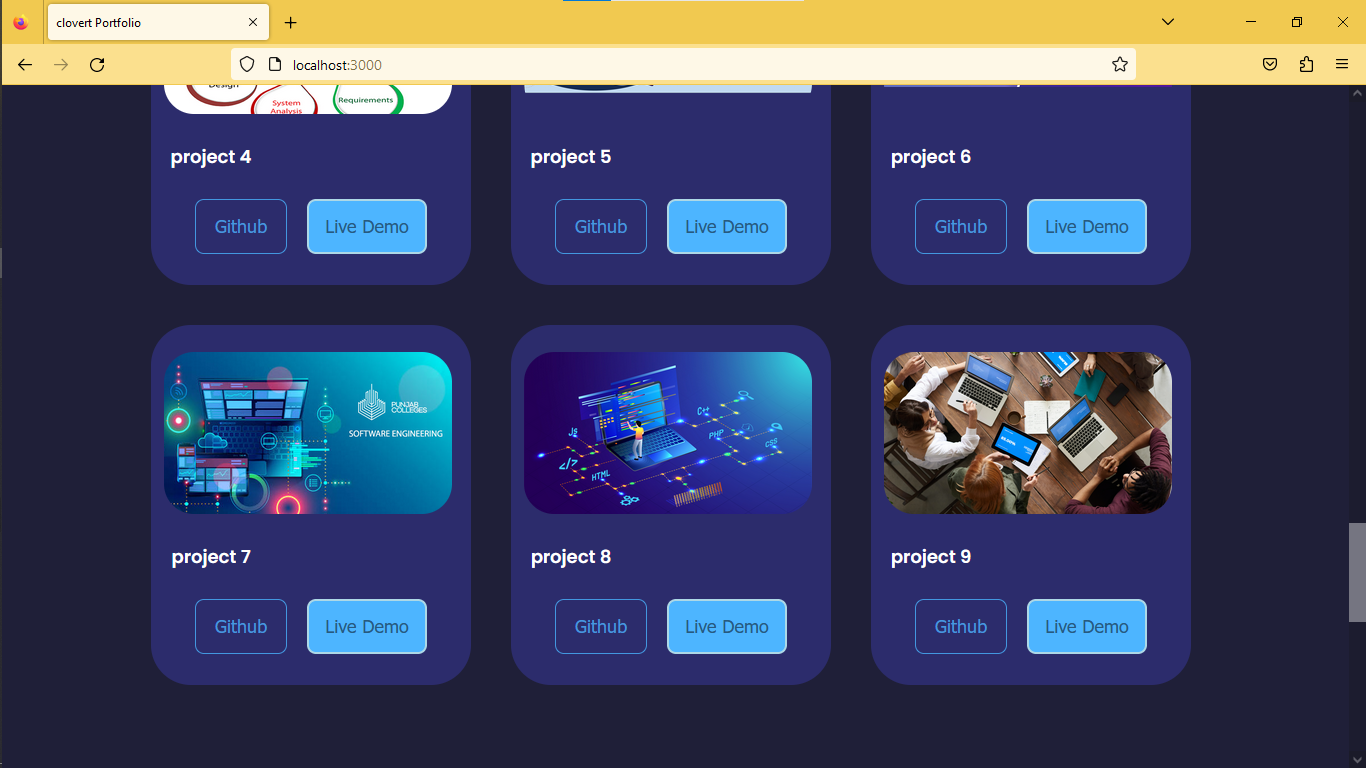 clovert Portfolio
localhost:3000
Design
System
Analysis
Requirements
project 4
project 5
project 6
Github
Live Demo
Github
Live Demo
Github
Live Demo
PUNJAB
COLLEGES
SOFTWARE ENGINEERING
Js
</>
HTML
C++
PHP
CSS
project 7
project 8
project 9
Github
Live Demo
Github
Live Demo
Github
Live Demo